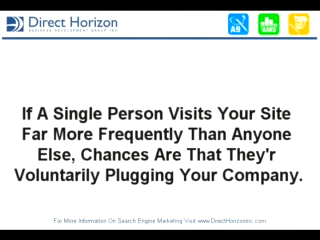 Direct Horizon
BUSINESS DEVELOPMENT GROUP INC
If A Single Person Visits Your Site
Far More Frequently Than Anyone
Else, Chances Are That They'r
Voluntarily Plugging Your Company.
For More Information On Search Engine Marketing Visit www.DirectHorizonInc.com